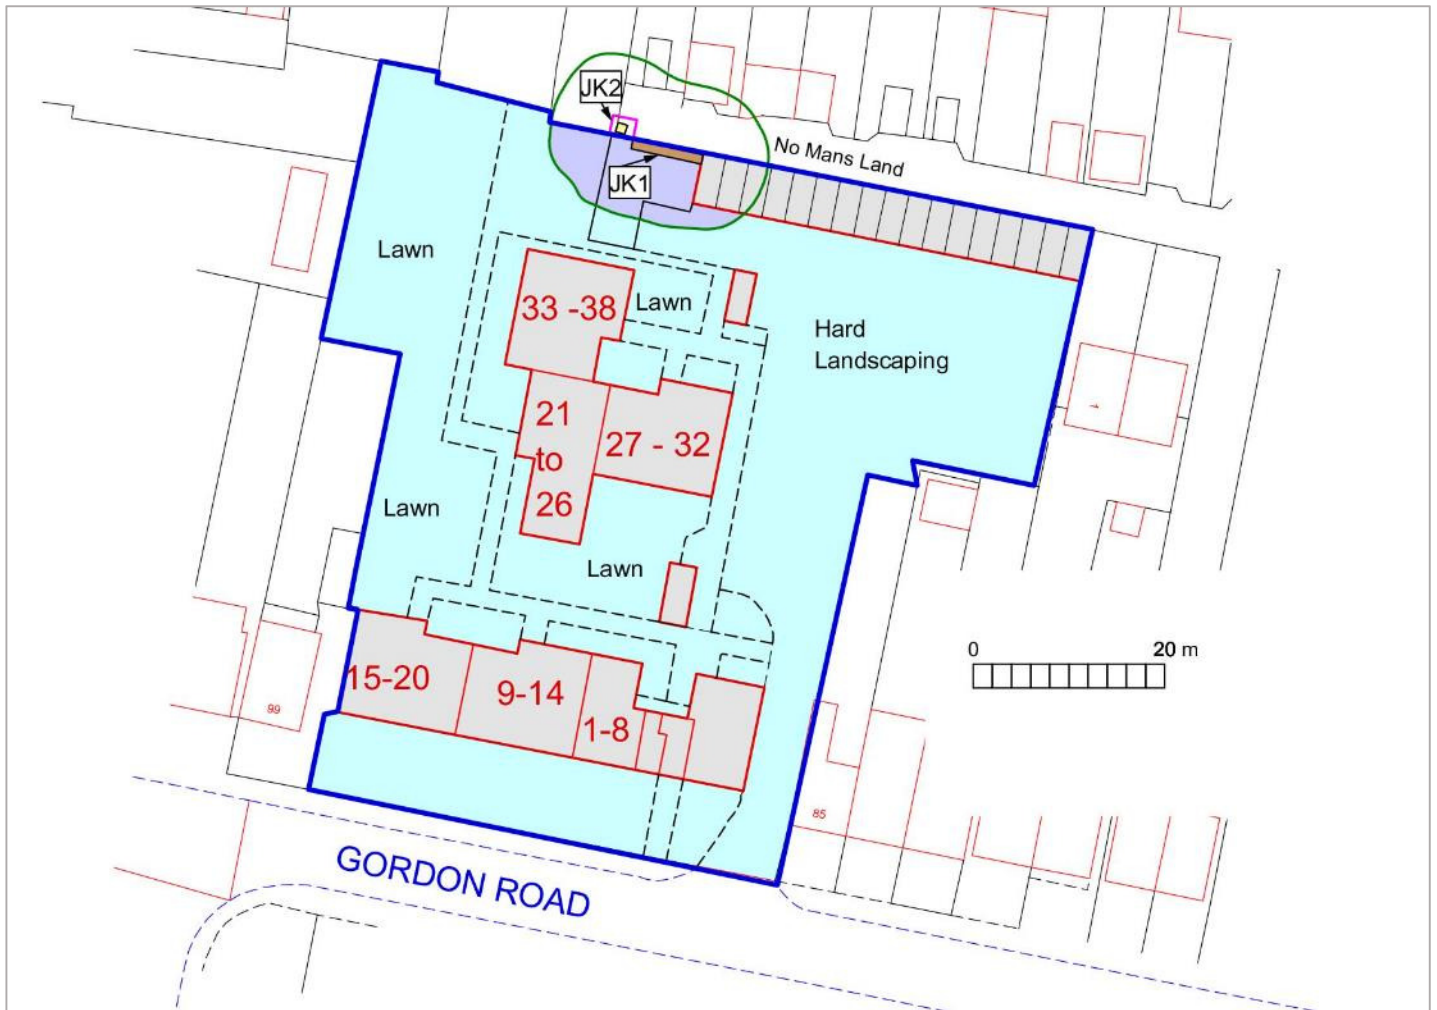 JK2
No Mans Land
JK1
Lawn
33 -38
Lawn
Hard
Landscaping
21
to
26
27 - 32
Lawn
Lawn
0 20 m
15-20
9-14
1-8
99
85
GORDON ROAD